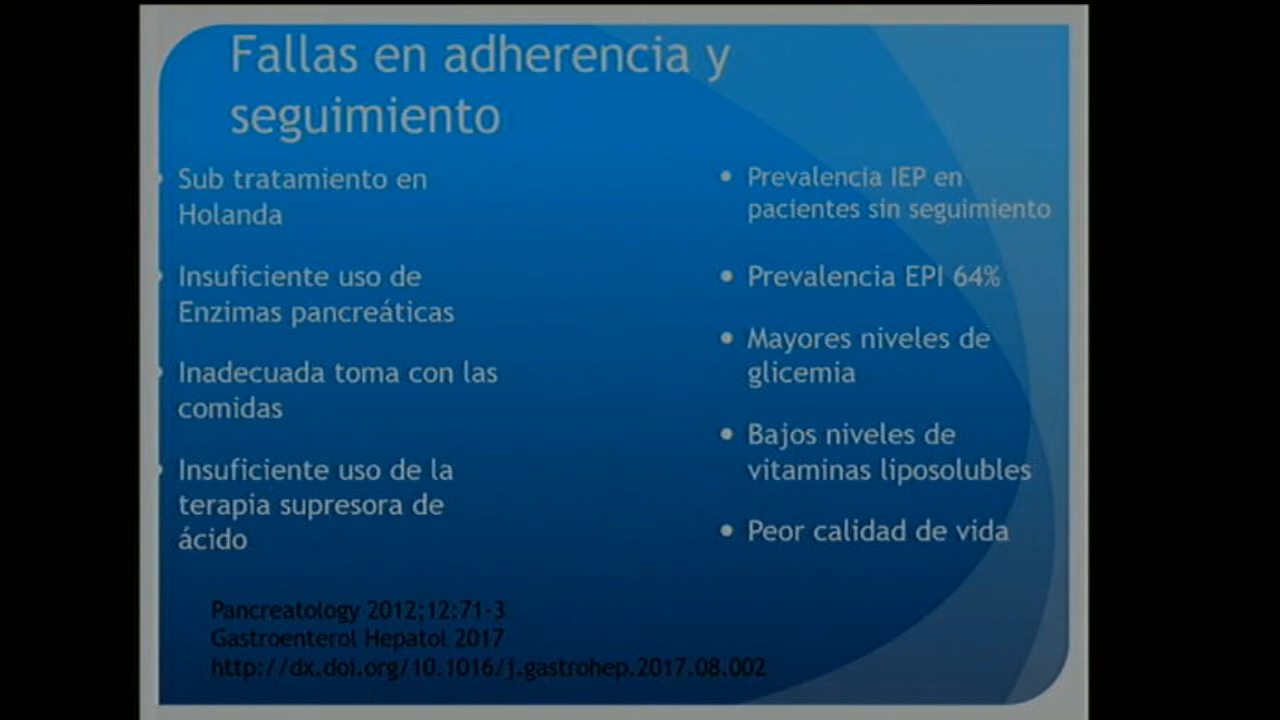 Fallas en adherencia y
seguimiento
• Sub tratamiento en
Holanda
• Insuficiente uso de
Enzimas pancreáticas
• Inadecuada toma con las
comidas
• Insuficiente uso de la
terapia supresora de
ácido
• Prevalencia IEP en
pacientes sin seguimiento
• Prevalencia EPI 64%
• Mayores niveles de
glicemia
• Bajos niveles de
vitaminas liposolubles
• Peor calidad de vida
Pancreatology 2012;12:71-3
Gastroenterol Hepatol 2017
http://dx.doi.org/10.1016/j.gastrohep.2017.08.002